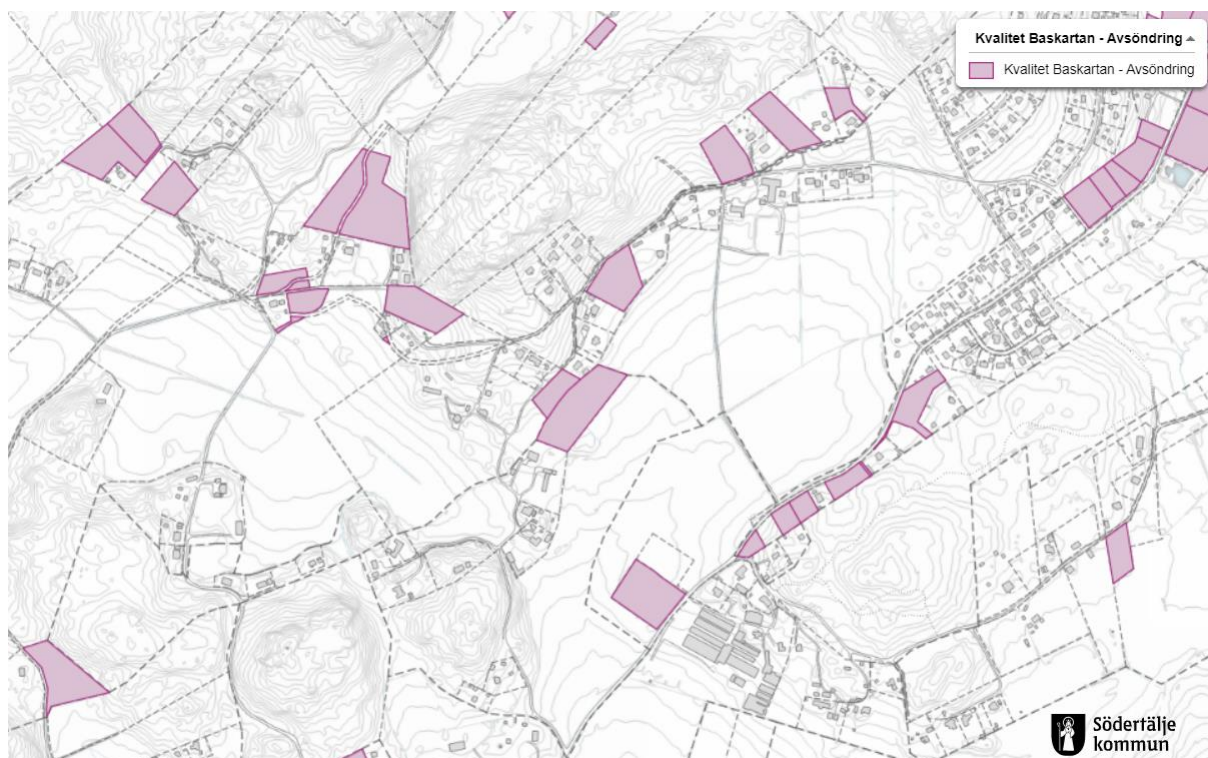 Kvalitet Baskartan - Avsöndring
Kvalitet Baskartan - Avsöndring
Södertälje
kommun